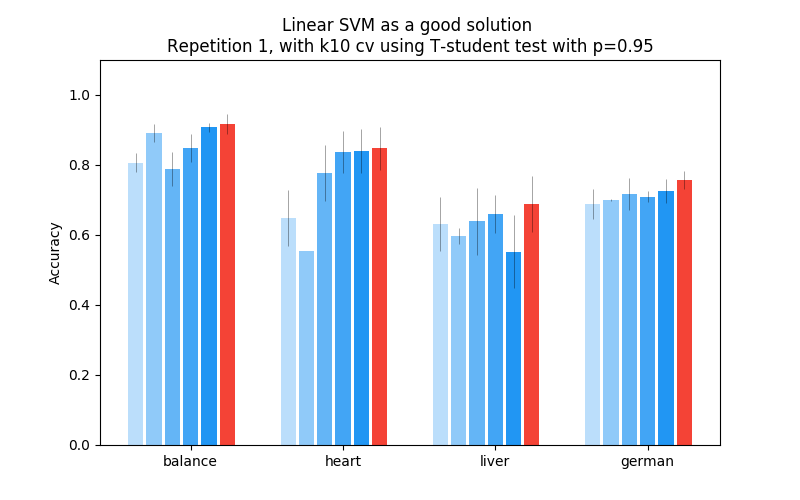 Linear SVM as a good solution
Repetition 1, with k10 cv using T-student test with p=0.95
Accuracy
1.0
0.8
0.6
0.4
0.2
0.0
balance heart liver german